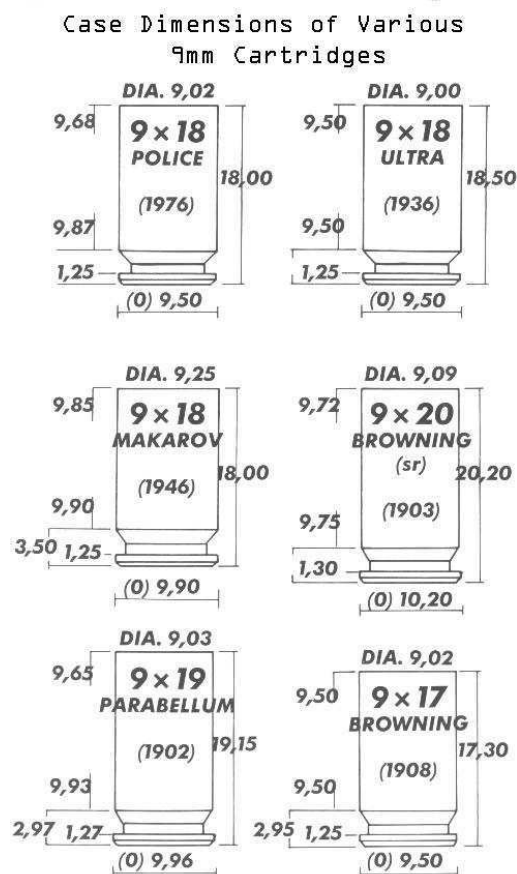 Case Dimensions of Various
9mm Cartridges
DIA. 9,02
9,68
9 × 18
POLICE
18,00
(1976)
9,87
1,25
(0) 9,50
DIA. 9,00
9,50
9 × 18
ULTRA
18,50
(1936)
9,50
1,25
(0) 9,50
DIA. 9,25
9,85
9 × 18
MAKAROV
18,00
(1946)
9,90
3,50 1,25
(0) 9,90
DIA. 9,09
9,72
9 × 20
BROWNING
(sr)
20,20
(1903)
9,75
1,30
(0) 10,20
DIA. 9,03
9,65
9 × 19
PARABELLUM
19,15
(1902)
9,93
2,97 1,27
(0) 9,96
DIA. 9,02
9,50
9 × 17
BROWNING
17,30
(1908)
9,50
2,95 1,25
(0) 9,50